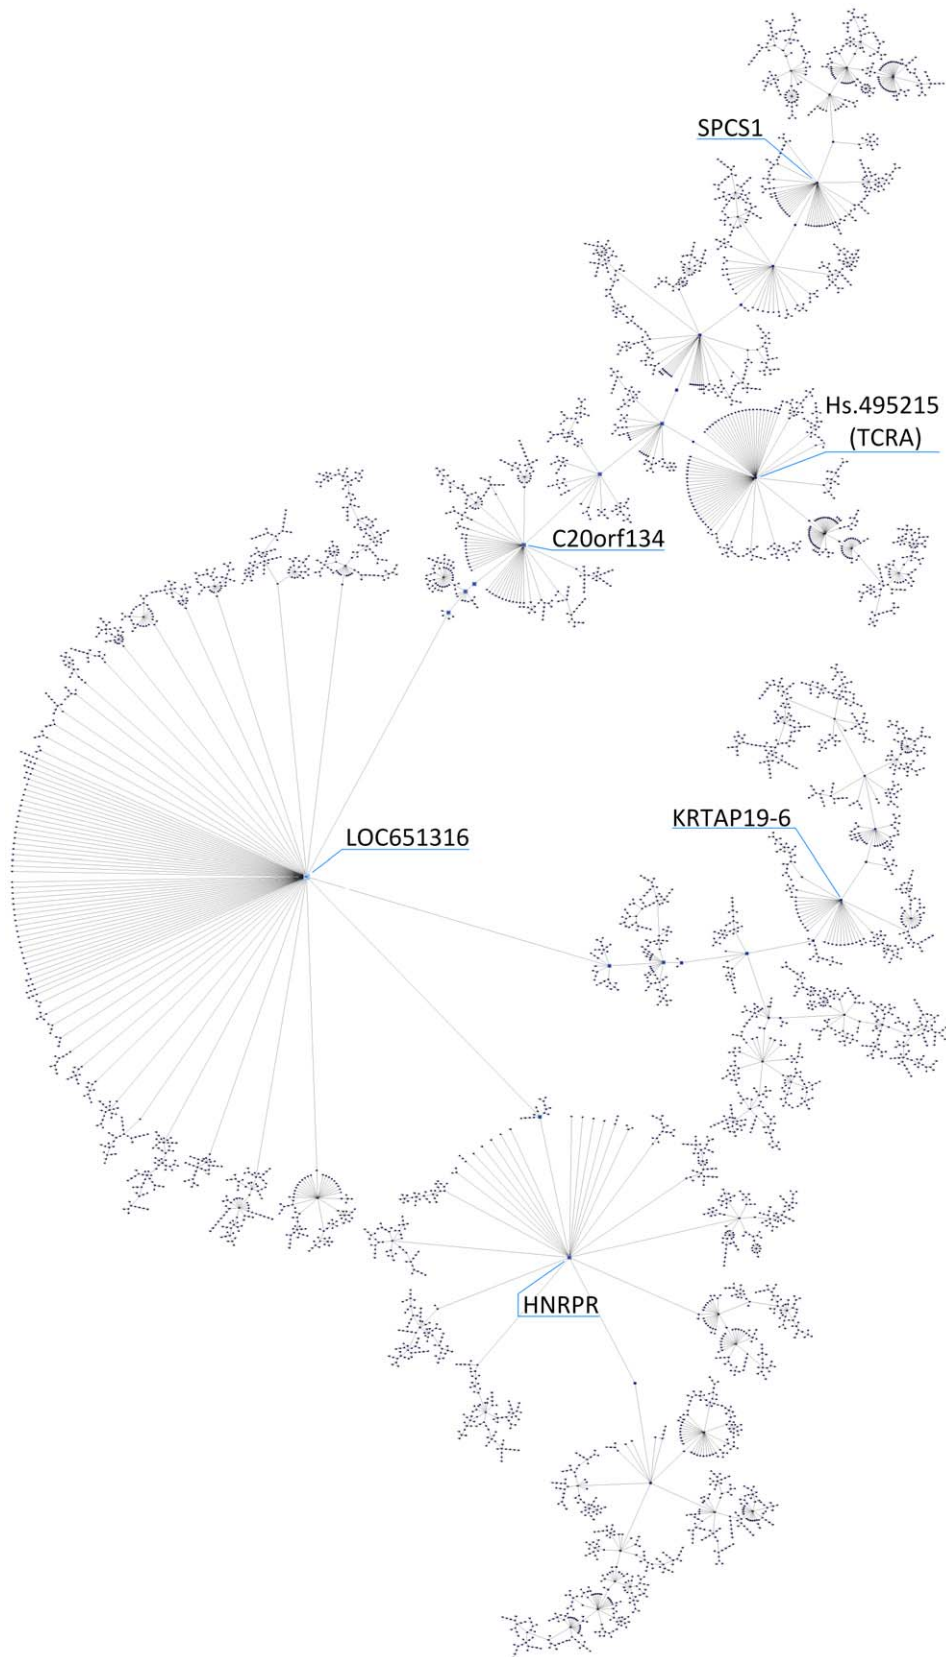 SPCS1
Hs.495215
(TCRA)
C20orf134
LOC651316
KRTAP19-6
HNRPR